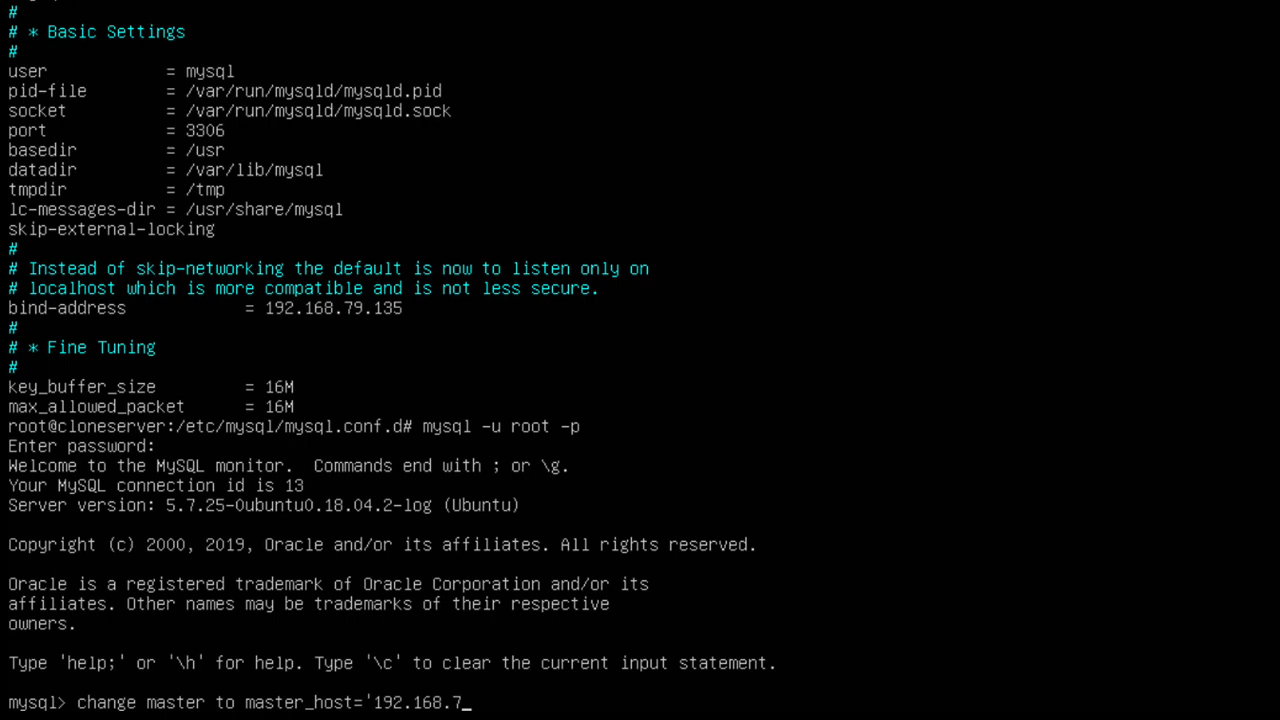 #
# * Basic Settings
#
user            = mysql
pid-file        = /var/run/mysqld/mysqld.pid
socket          = /var/run/mysqld/mysqld.sock
port            = 3306
basedir         = /usr
datadir         = /var/lib/mysql
tmpdir          = /tmp
lc-messages-dir = /usr/share/mysql
skip-external-locking
#
# Instead of skip-networking the default is now to listen only on
# localhost which is more compatible and is not less secure.
bind-address            = 192.168.79.135
#
# * Fine Tuning
#
key_buffer_size         = 16M
max_allowed_packet      = 16M
root@cloneserver:/etc/mysql/mysql.conf.d# mysql -u root -p
Enter password:
Welcome to the MySQL monitor.  Commands end with ; or \g.
Your MySQL connection id is 13
Server version: 5.7.25-0ubuntu0.18.04.2-log (Ubuntu)

Copyright (c) 2000, 2019, Oracle and/or its affiliates. All rights reserved.

Oracle is a registered trademark of Oracle Corporation and/or its
affiliates. Other names may be trademarks of their respective
owners.

Type 'help;' or '\h' for help. Type '\c' to clear the current input statement.

mysql> change master to master_host='192.168.7_